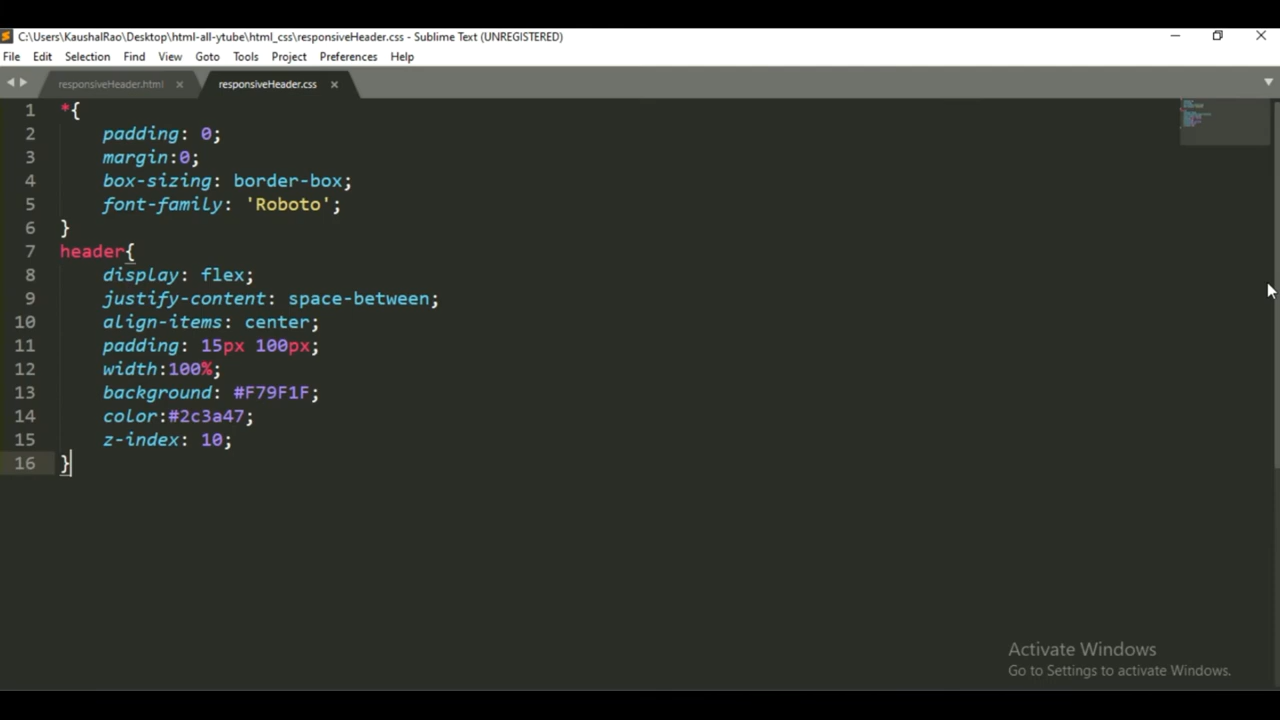 C:\Users\KaushalRao\Desktop\html-all-ytube\html_css\responsiveHeader.css - Sublime Text (UNREGISTERED)
File Edit Selection Find View Goto Tools Project Preferences Help
responsiveHeader.html × responsiveHeader.css ×
1 *{
2 padding: 0;
3 margin:0;
4 box-sizing: border-box;
5 font-family: 'Roboto';
6 }
7 header{
8 display: flex;
9 justify-content: space-between;
10 align-items: center;
11 padding: 15px 100px;
12 width:100%;
13 background: #F79F1F;
14 color:#2c3a47;
15 z-index: 10;
16 }
Activate Windows
Go to Settings to activate Windows.